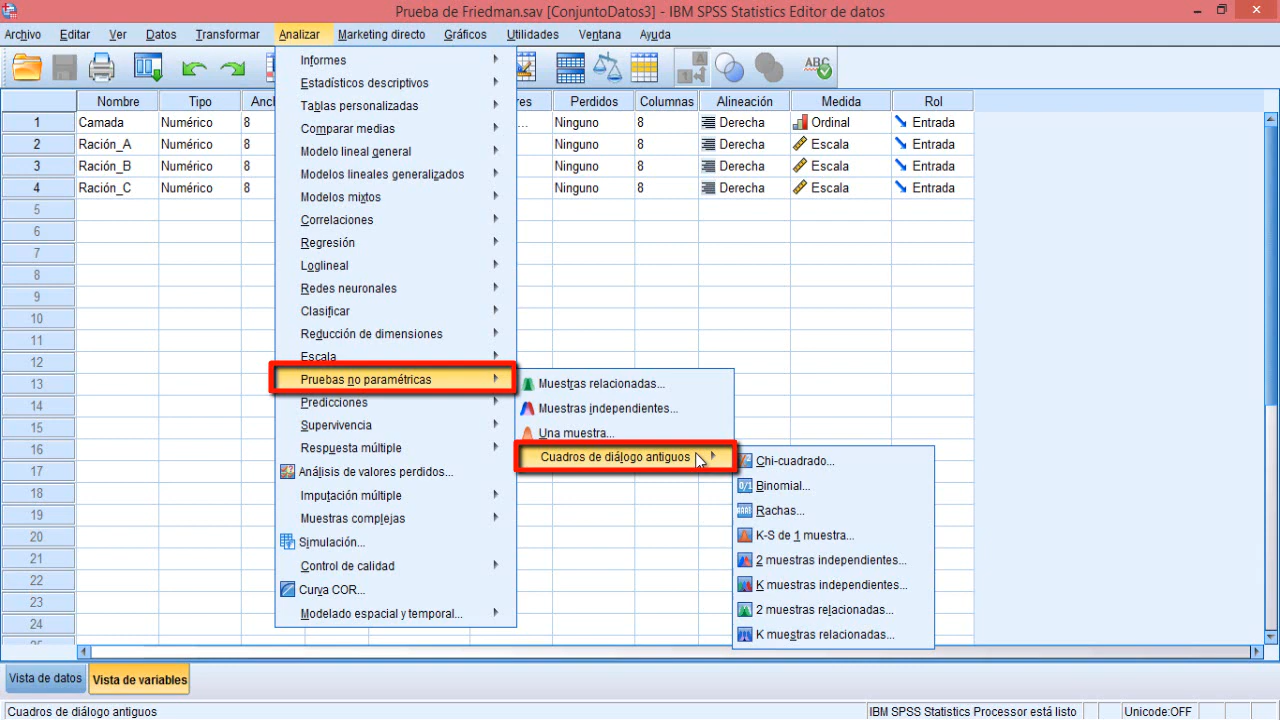 Prueba de Friedman.sav [ConjuntoDatos3] - IBM SPSS Statistics Editor de datos
Archivo Editar Ver Datos Transformar Analizar Marketing directo Gráficos Utilidades Ventana Ayuda
Nombre Tipo Perdidos Columnas Alineación Medida Rol
1 Camada Numérico 8 ... Ninguno 8 Derecha Ordinal Entrada
2 Ración_A Numérico 8 Ninguno 8 Derecha Escala Entrada
3 Ración_B Numérico 8 Ninguno 8 Derecha Escala Entrada
4 Ración_C Numérico 8 Ninguno 8 Derecha Escala Entrada
5
6
7
8
9
10
11
12
13
14
15
16
17
18
19
20
21
22
23
24
25
Informes
Estadísticos descriptivos
Tablas personalizadas
Comparar medias
Modelo lineal general
Modelos lineales generalizados
Modelos mixtos
Correlaciones
Regresión
Loglineal
Redes neuronales
Clasificar
Reducción de dimensiones
Escala
Pruebas no paramétricas
Predicciones
Supervivencia
Respuesta múltiple
Análisis de valores perdidos...
Imputación múltiple
Muestras complejas
Simulación...
Control de calidad
Curva COR...
Modelado espacial y temporal...
Muestras relacionadas...
Muestras independientes...
Una muestra...
Cuadros de diálogo antiguos
Chi-cuadrado...
Binomial...
Rachas...
K-S de 1 muestra...
2 muestras independientes...
K muestras independientes...
2 muestras relacionadas...
K muestras relacionadas...
Vista de datos Vista de variables
Cuadros de diálogo antiguos IBM SPSS Statistics Processor está listo Unicode:OFF